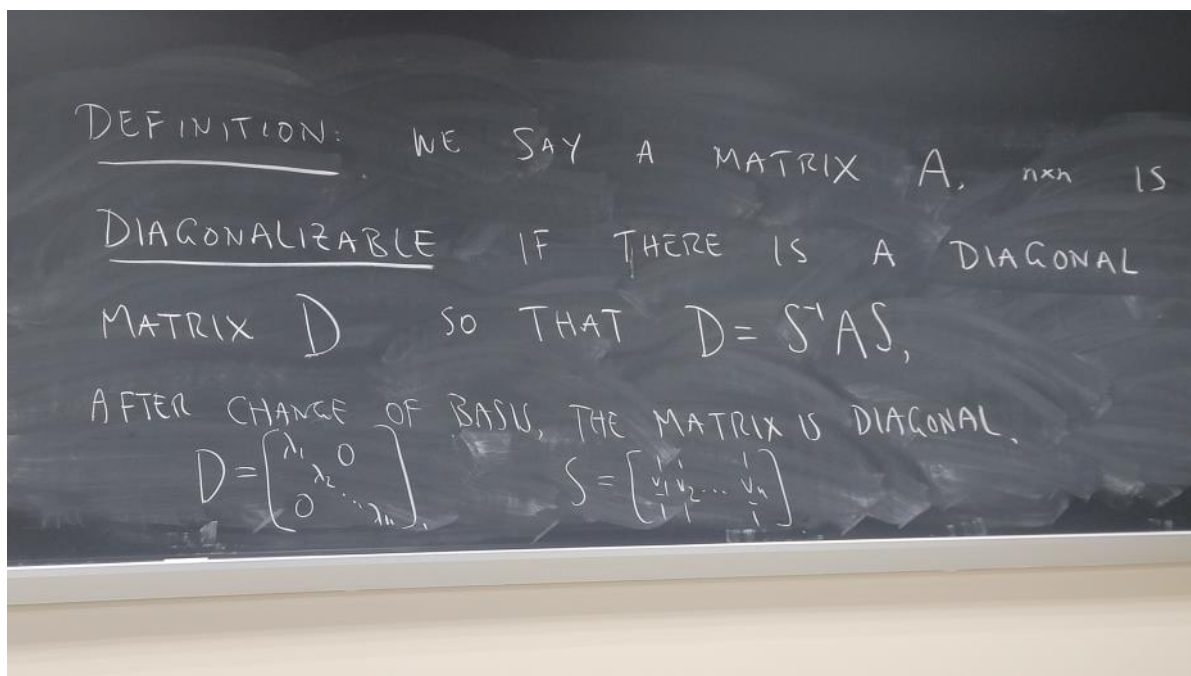 DEFINITION: WE SAY A MATRIX A, n×n IS
DIAGONALIZABLE IF THERE IS A DIAGONAL
MATRIX D SO THAT D = S⁻¹AS,
AFTER CHANGE OF BASIS, THE MATRIX IS DIAGONAL.
D = [λ₁ 0 λ₂ 0 ⋱ λₙ]. S = [v₁ v₂ ... vₙ]